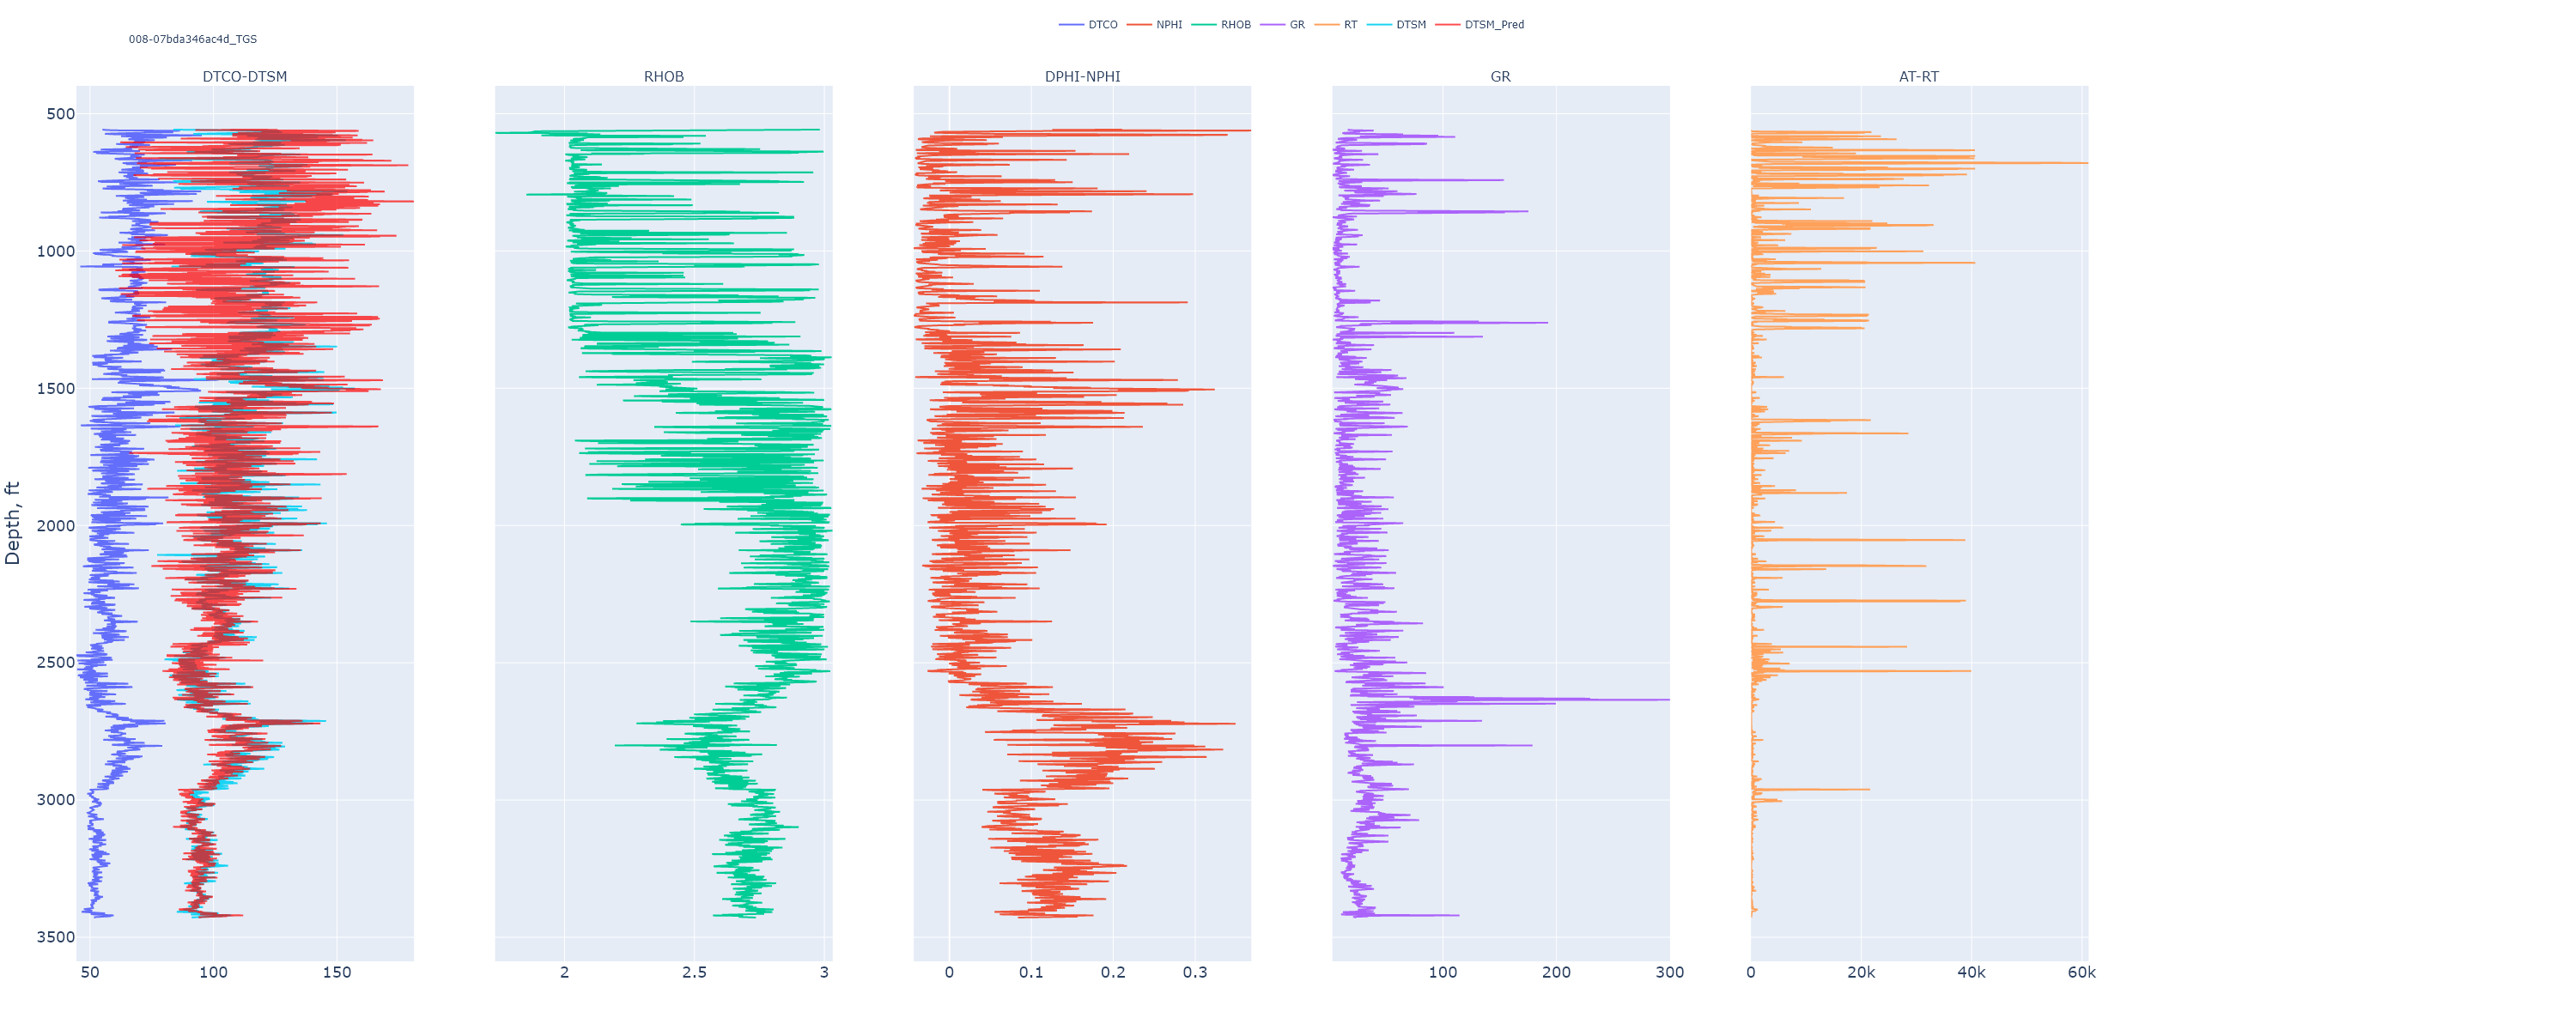 DTCO NPHI RHOB GR RT DTSM DTSM_Pred
008-07bda346ac4d_TGS
DTCO-DTSM RHOB DPHI-NPHI GR AT-RT
500
1000
1500
2000
Depth, ft
2500
3000
3500
50 100 150 2 2.5 3 0 0.1 0.2 0.3 100 200 300 0 20k 40k 60k